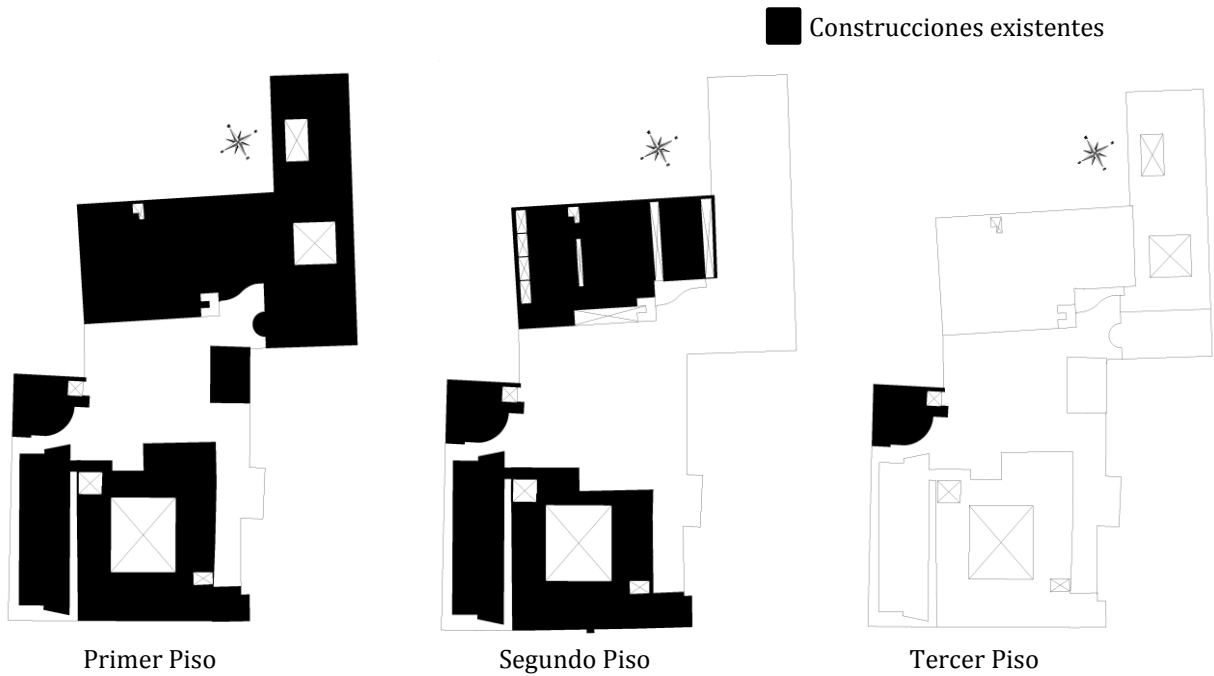 Construcciones existentes
Primer Piso
Segundo Piso
Tercer Piso